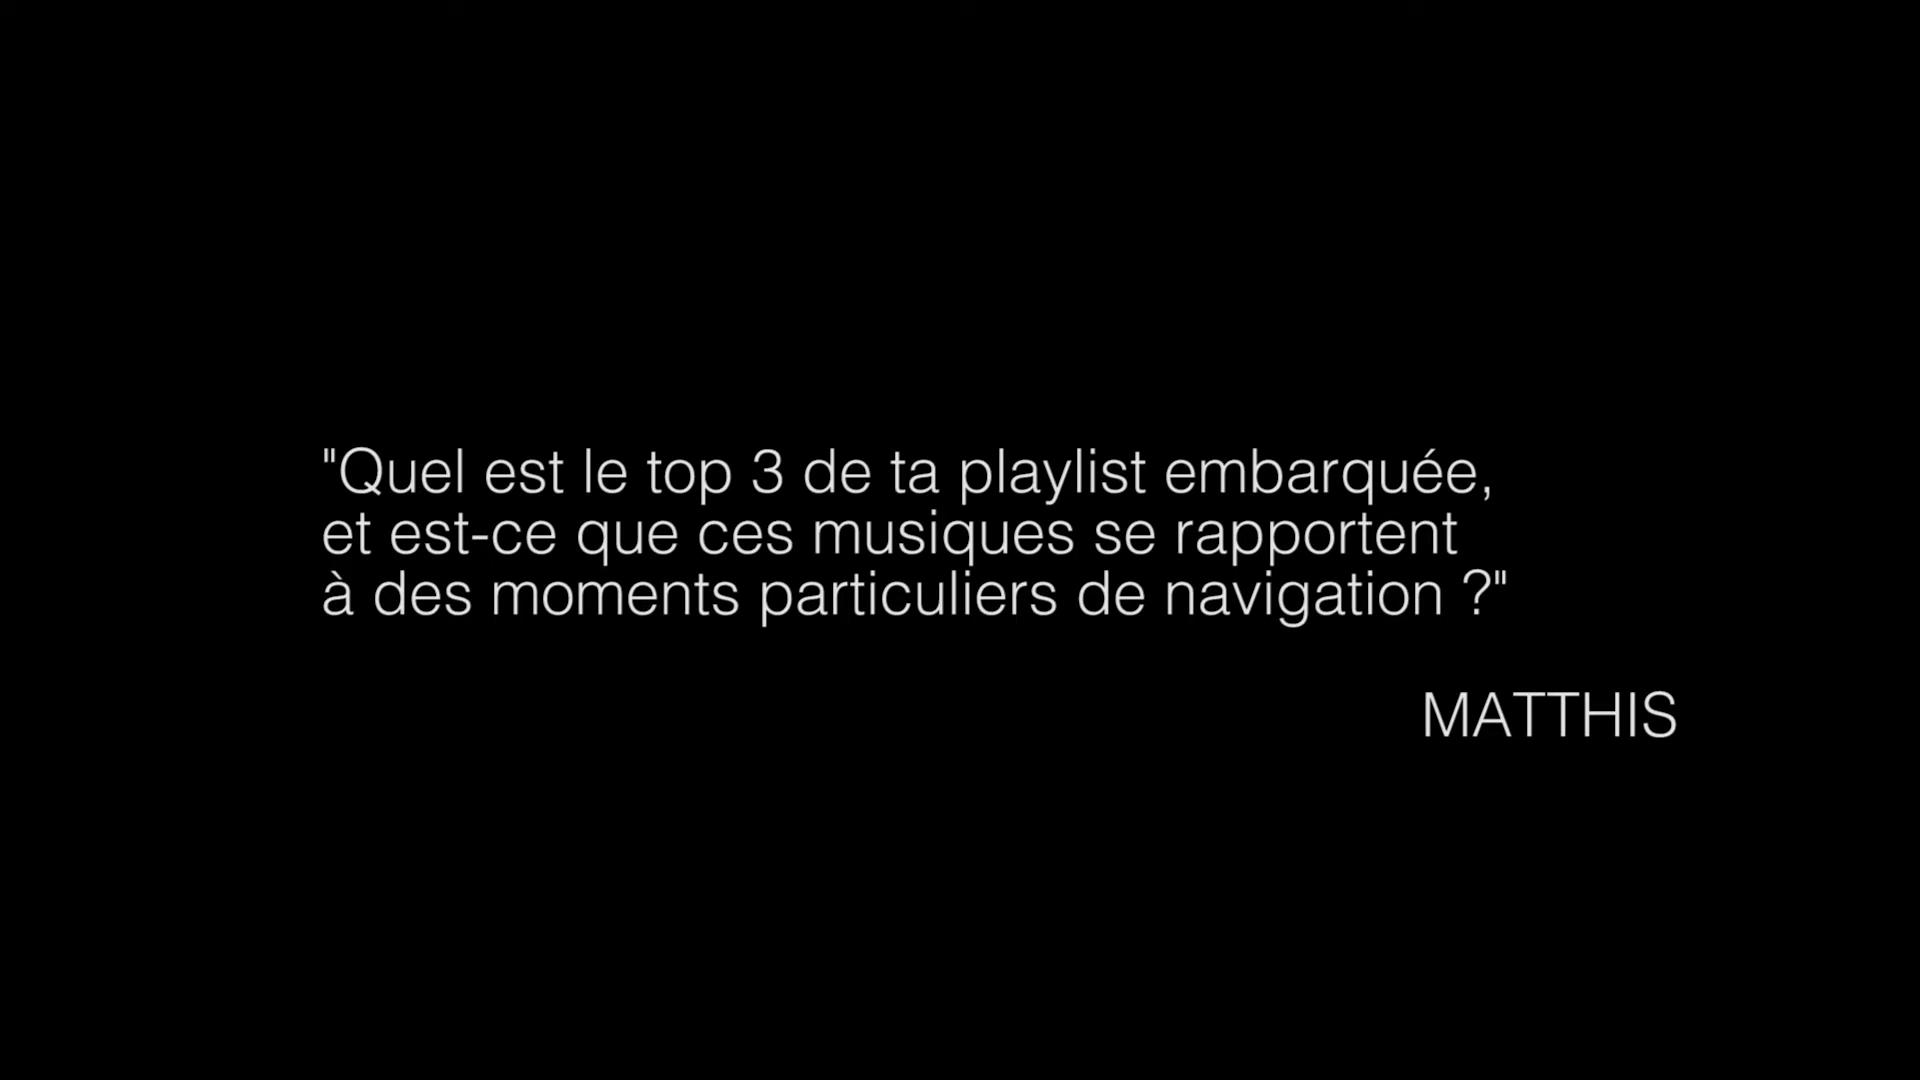 "Quel est le top 3 de ta playlist embarquée,
et est-ce que ces musiques se rapportent
à des moments particuliers de navigation ?"
MATTHIS